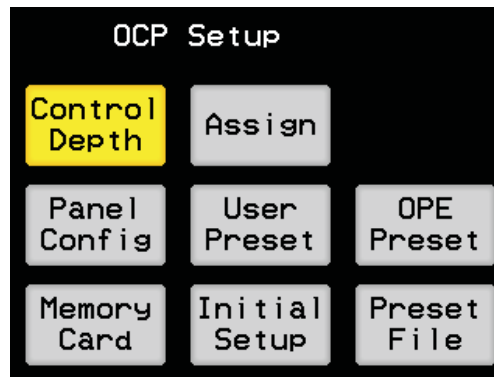 OCP Setup
Control
Depth
Assign
Panel
Config
User
Preset
OPE
Preset
Memory
Card
Initial
Setup
Preset
File